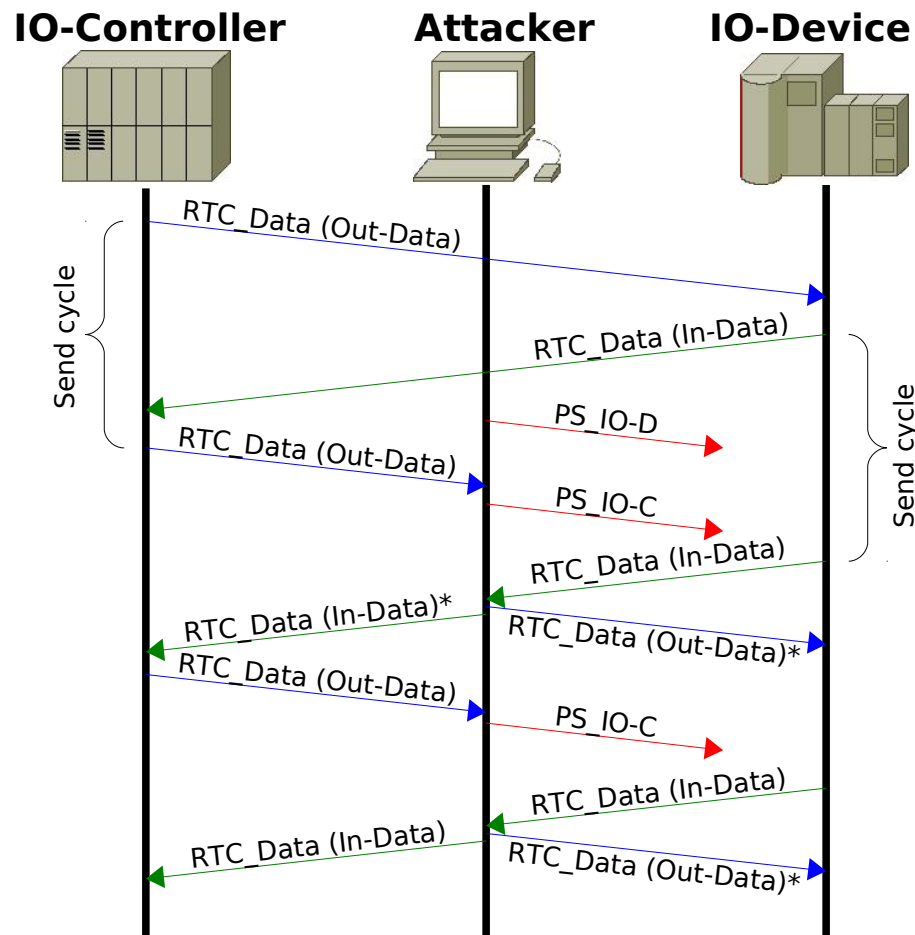 IO-Controller
Attacker
IO-Device
RTC_Data (Out-Data)
Send cycle
RTC_Data (In-Data)
Send cycle
PS_IO-D
RTC_Data (Out-Data)
PS_IO-C
RTC_Data (In-Data)
RTC_Data (In-Data)*
RTC_Data (Out-Data)*
RTC_Data (Out-Data)
PS_IO-C
RTC_Data (In-Data)
RTC_Data (In-Data)
RTC_Data (Out-Data)*